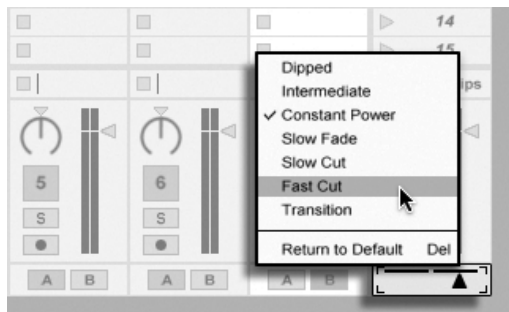 14
15
ips
Dipped
Intermediate
✓ Constant Power
Slow Fade
Slow Cut
Fast Cut
Transition
Return to Default Del
5 6
S S
A B A B A B